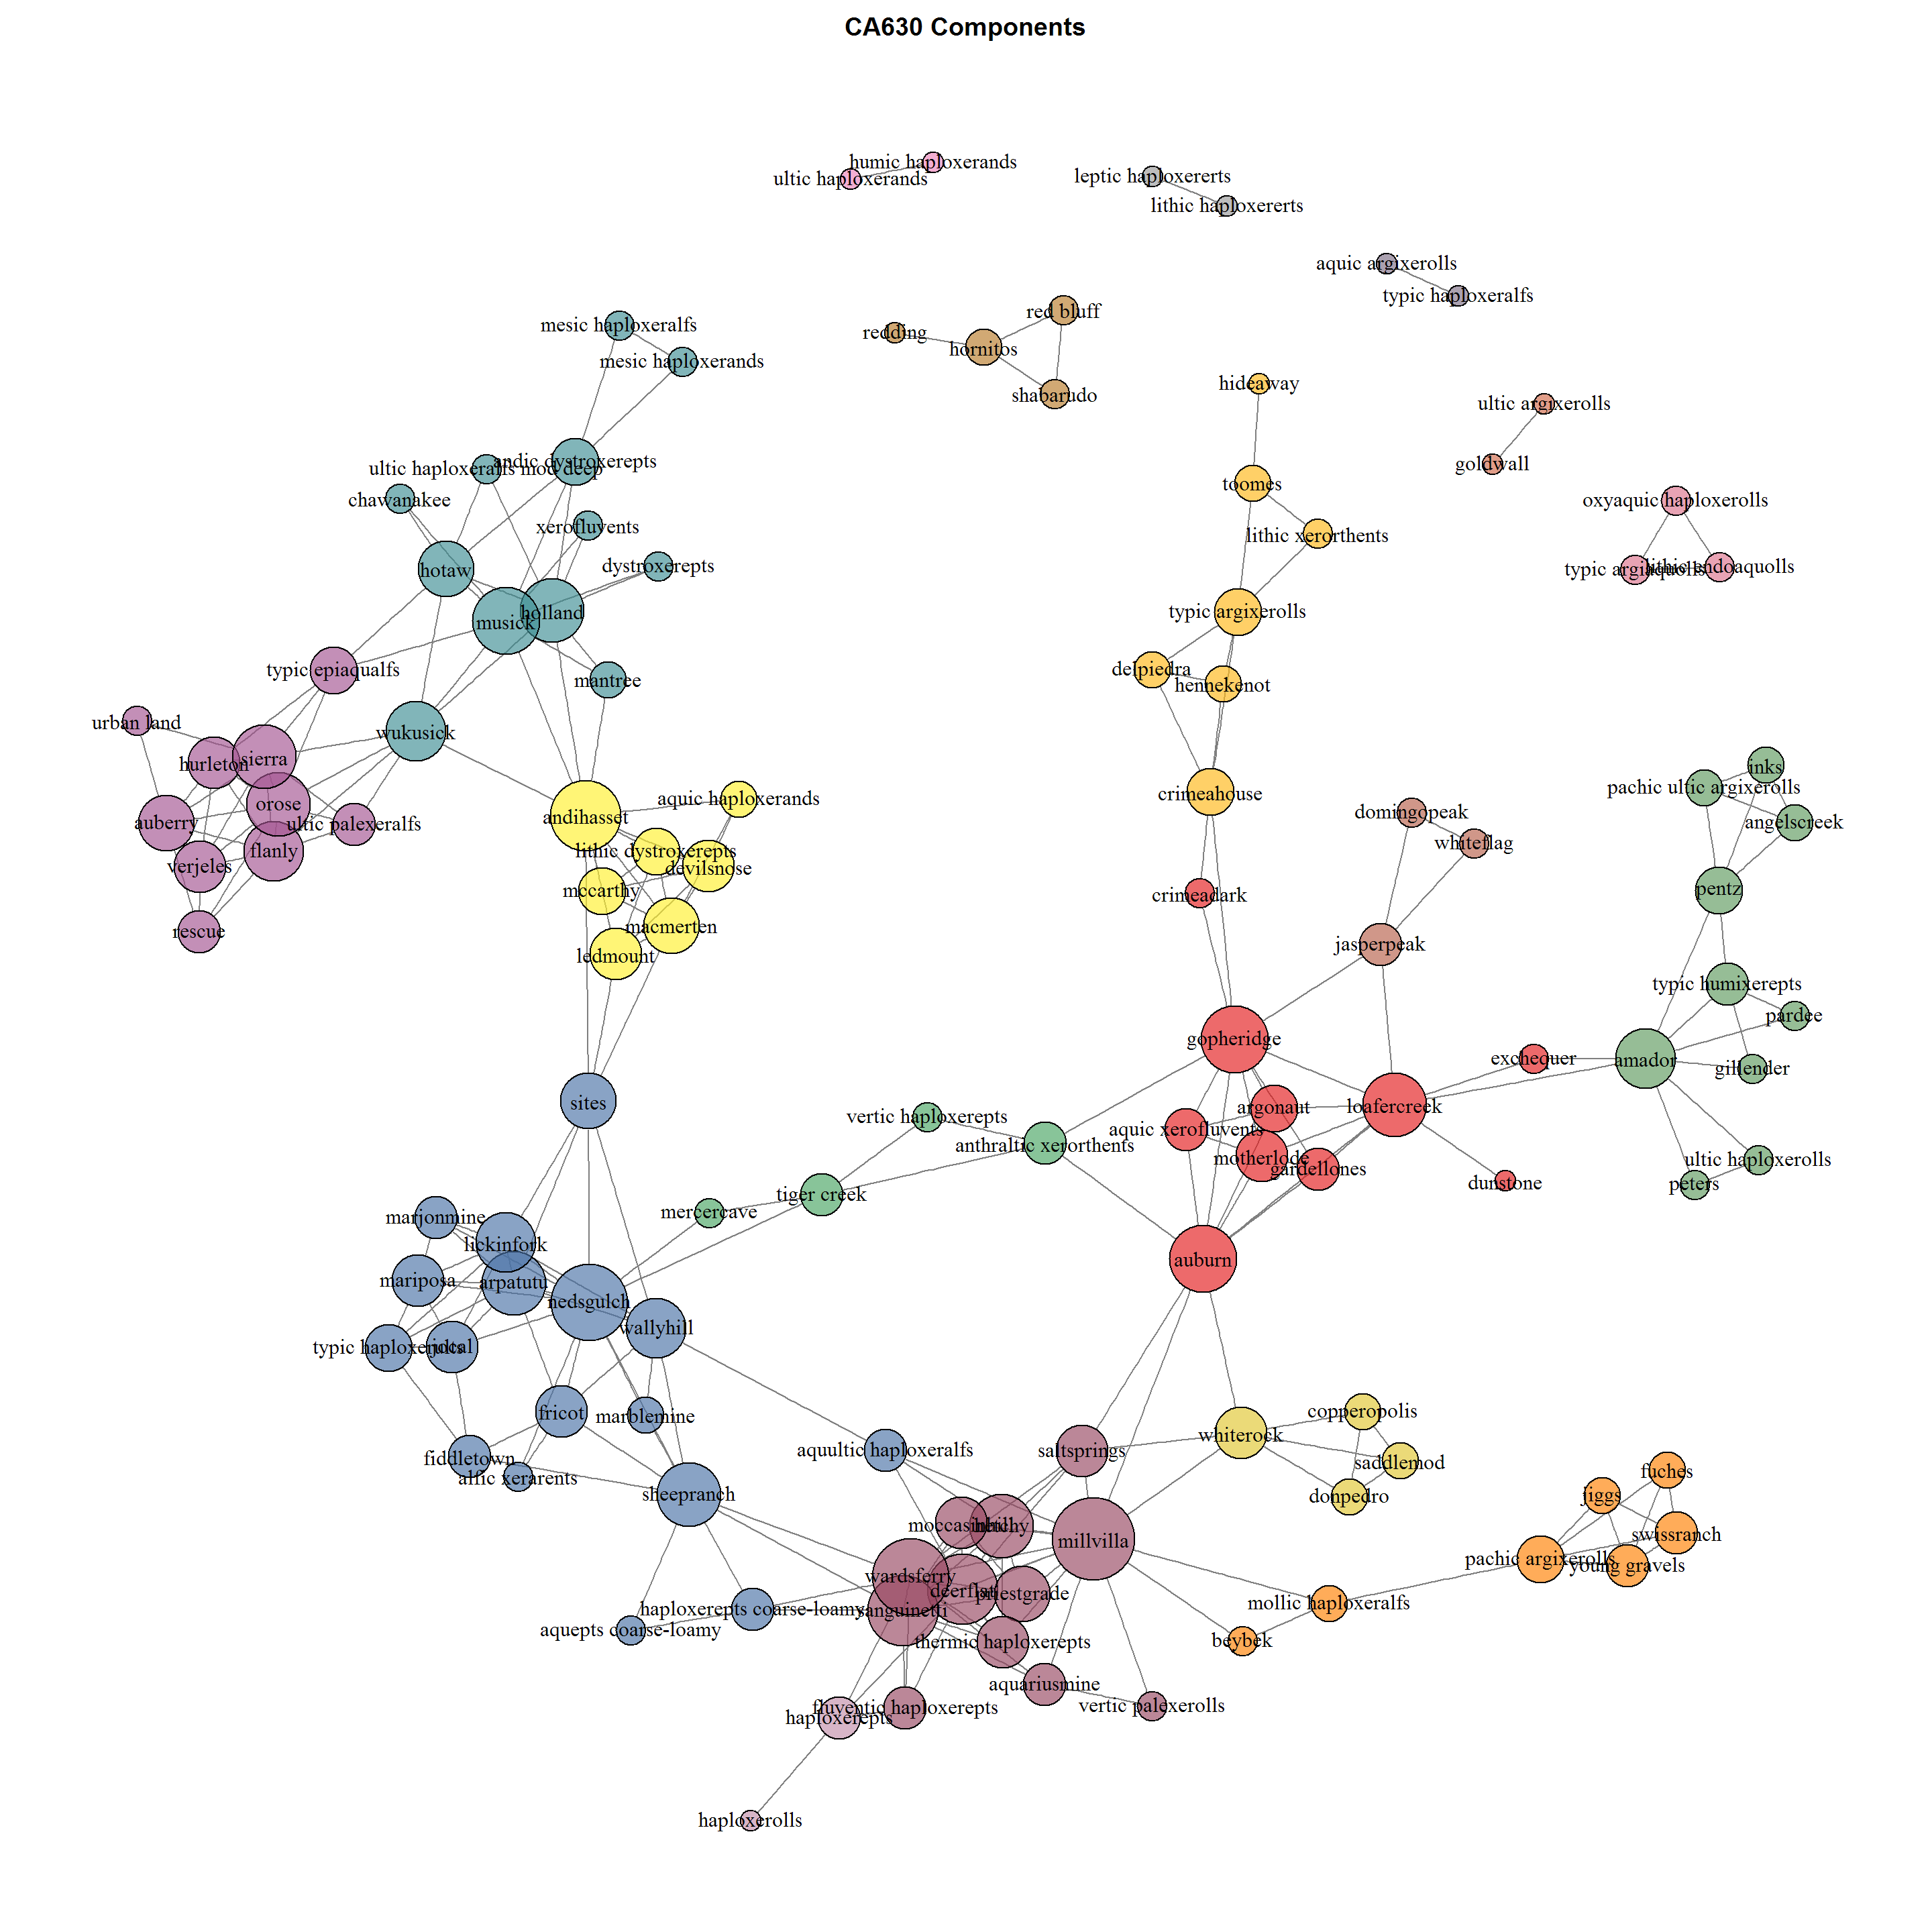 CA630 Components
humic haploxerands
ultic haploxerands
leptic haploxererts
lithic haploxererts
aquic argixerolls
typic haploxeralfs
red bluff
redding
hornitos
shabarudo
mesic haploxeralfs
mesic haploxerands
hideaway
ultic argixerolls
goldwall
andic dystroxerepts
ultic haploxeralfs mod deep
chawanakee
toomes
oxyaquic haploxerolls
xerofluvents
lithic xerorthents
dystroxerepts
hotaw
typic argiaquolls
lithic endoaquolls
holland
musick
typic argixerolls
typic epiaqualfs
mantree
delpiedra
hennekenot
urban land
wukusick
sierra
hurleton
inks
pachic ultic argixerolls
orose
aquic haploxerands
crimeahouse
andihasset
auberry
ultic palexeralfs
domingopeak
angelscreek
whiteflag
flanly
lithic dystroxerepts
verjeles
devilsnose
mccarthy
crimeadark
pentz
rescue
macmerten
jasperpeak
ledmount
typic humixerepts
pardee
gopheridge
exchequer
amador
gillender
sites
argonaut
loafercreek
vertic haploxerepts
aquic xerofluvents
anthraltic xerorthents
motherlode
gardellones
ultic haploxerolls
dunstone
peters
tiger creek
mercercave
marjonmine
lickinfork
auburn
mariposa
arpatutu
nedsgulch
wallyhill
typic haploxerults
jocal
fricot
marblemine
copperopolis
whiterock
aquultic haploxeralfs
saltsprings
fiddletown
saddlemod
alfic xerarents
fuches
sheepranch
donpedro
jiggs
moccasinhill
hetchy
swissranch
millvilla
pachic argixerolls
young gravels
wardsferry
deerflat
priestgrade
mollic haploxeralfs
haploxerepts coarse-loamy
sanguinetti
aquepts coarse-loamy
thermic haploxerepts
beybek
aquariusmine
vertic palexerolls
fluventic haploxerepts
haploxerepts
haploxerolls